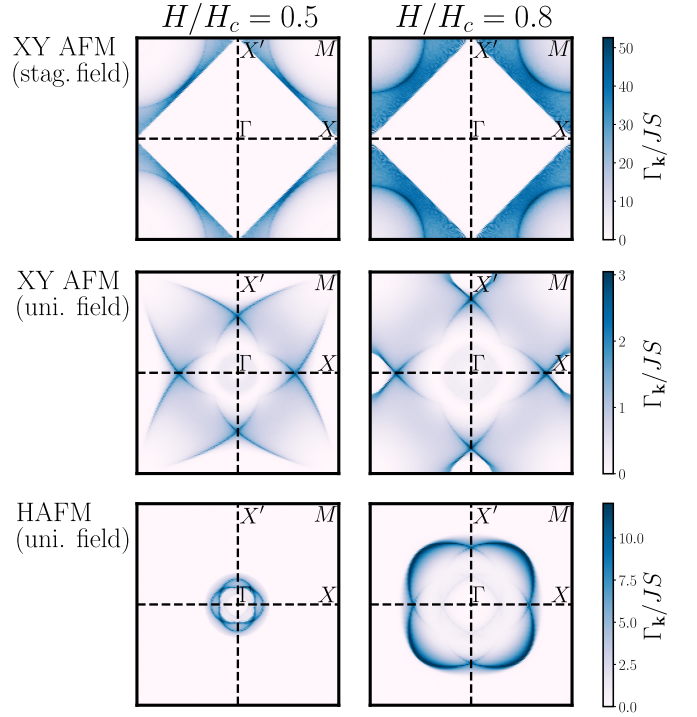 H/H_c = 0.5
H/H_c = 0.8
XY AFM
(stag. field)
X′ M
Γ X
X′ M
Γ X
50
40
30
20
10
0
Γ_k/JS
XY AFM
(uni. field)
X′ M
Γ X
X′ M
Γ X
3
2
1
0
Γ_k/JS
HAFM
(uni. field)
X′ M
Γ X
X′ M
Γ X
10.0
7.5
5.0
2.5
0.0
Γ_k/JS